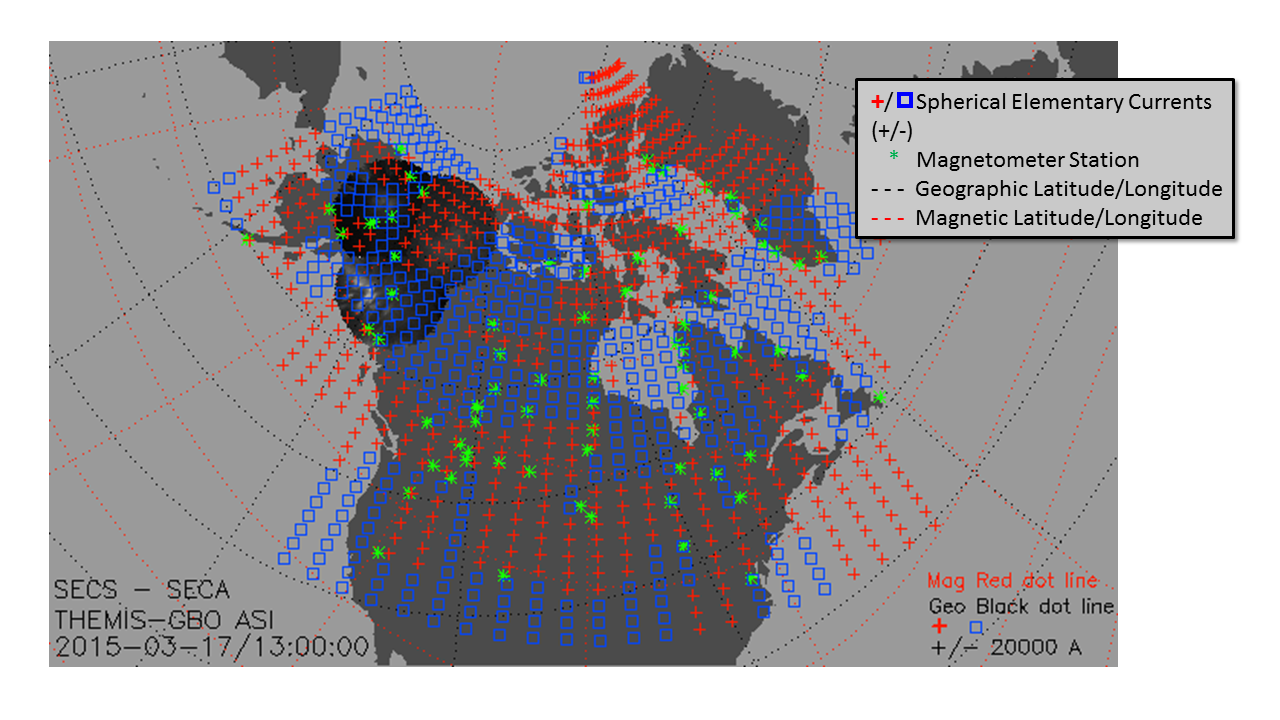 +/ Spherical Elementary Currents
(+/-)
* Magnetometer Station
--- Geographic Latitude/Longitude
--- Magnetic Latitude/Longitude
SECS - SECA
THEMIS-GBO ASI
2015-03-17/13:00:00
Mag Red dot line
Geo Black dot line
+/- 20000 A